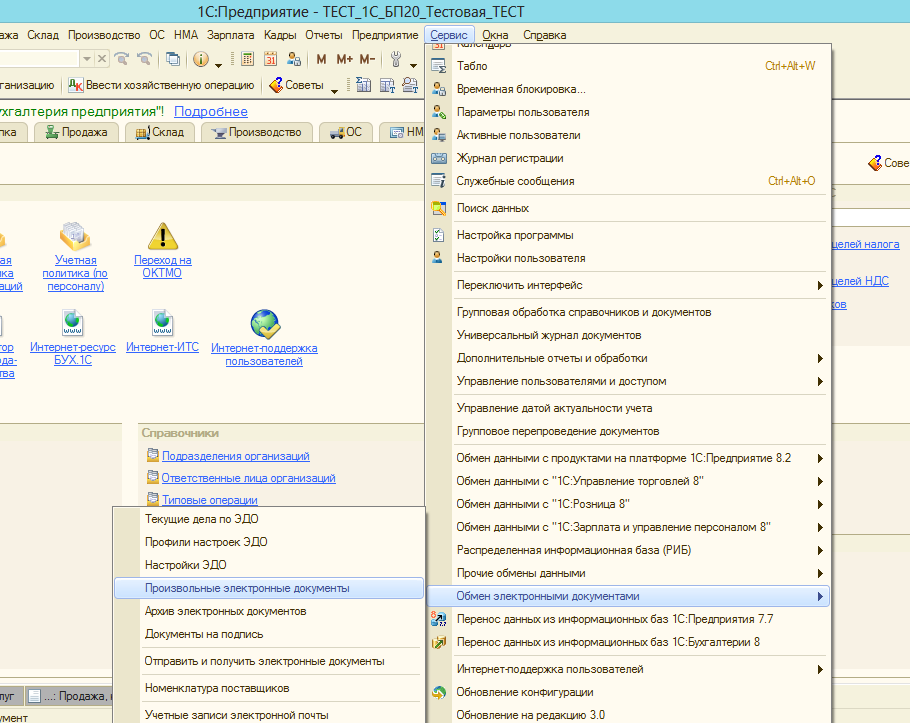 1С:Предприятие - ТЕСТ_1С_БП20_Тестовая_ТЕСТ
Склад Производство ОС НМА Зарплата Кадры Отчеты Предприятие Сервис Окна Справка
M M+ M-
Ввести хозяйственную операцию Советы
Подробнее
Продажа Склад Производство ОС НМ
Календарь
Табло Ctrl+Alt+W
Временная блокировка...
Параметры пользователя
Активные пользователи
Журнал регистрации
Служебные сообщения Ctrl+Alt+O
Поиск данных
Настройка программы
Настройки пользователя
Переключить интерфейс
Групповая обработка справочников и документов
Универсальный журнал документов
Дополнительные отчеты и обработки
Управление пользователями и доступом
Управление датой актуальности учета
Групповое перепроведение документов
Обмен данными с продуктами на платформе 1С:Предприятие 8.2
Обмен данными с "1С:Управление торговлей 8"
Обмен данными с "1С:Розница 8"
Обмен данными с "1С:Зарплата и управление персоналом 8"
Распределенная информационная база (РИБ)
Прочие обмены данными
Обмен электронными документами
Перенос данных из информационных баз 1С:Предприятия 7.7
Перенос данных из информационных баз 1С:Бухгалтерии 8
Интернет-поддержка пользователей
Обновление конфигурации
Обновление на редакцию 3.0
Сове
налога
НДС
Учетная
политика (по
персоналу)
Переход на
ОКТМО
Интернет-ресурс
БУХ.1С
Интернет-ИТС
Интернет-поддержка
пользователей
Справочники
Подразделения организаций
Ответственные лица организаций
Типовые операции
Текущие дела по ЭДО
Профили настроек ЭДО
Настройки ЭДО
Произвольные электронные документы
Архив электронных документов
Документы на подпись
Отправить и получить электронные документы
Номенклатура поставщиков
Учетные записи электронной почты
...: Продажа,